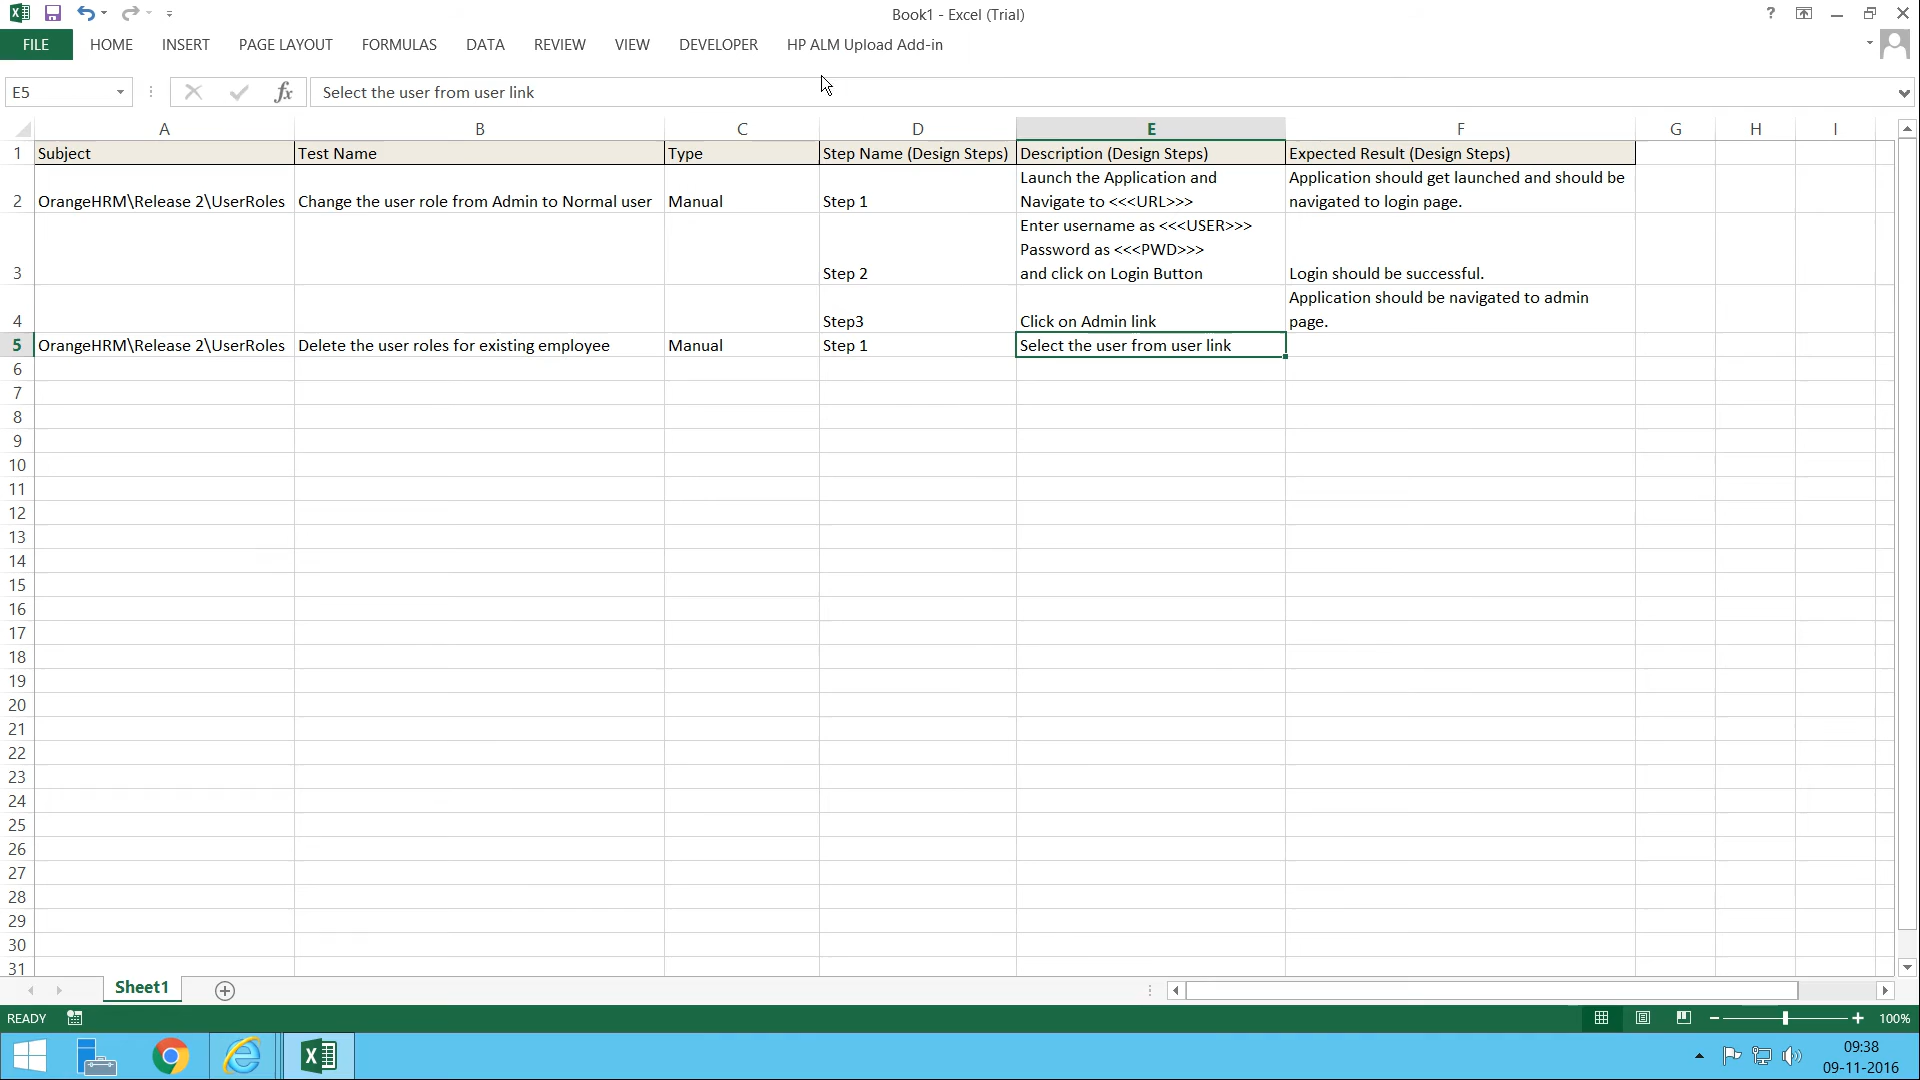 Book1 - Excel (Trial)
?
FILE HOME INSERT PAGE LAYOUT FORMULAS DATA REVIEW VIEW DEVELOPER HP ALM Upload Add-in
E5 fx Select the user from user link
A B C D E F G H I
1 Subject Test Name Type Step Name (Design Steps) Description (Design Steps) Expected Result (Design Steps)
Launch the Application and Application should get launched and should be
2 OrangeHRM\Release 2\UserRoles Change the user role from Admin to Normal user Manual Step 1 Navigate to <<<URL>>> navigated to login page.
Enter username as <<<USER>>>
Password as <<<PWD>>>
3 Step 2 and click on Login Button Login should be successful.
Application should be navigated to admin
4 Step3 Click on Admin link page.
5 OrangeHRM\Release 2\UserRoles Delete the user roles for existing employee Manual Step 1 Select the user from user link
6
7
8
9
10
11
12
13
14
15
16
17
18
19
20
21
22
23
24
25
26
27
28
29
30
31
Sheet1
READY 100%
09:38
09-11-2016